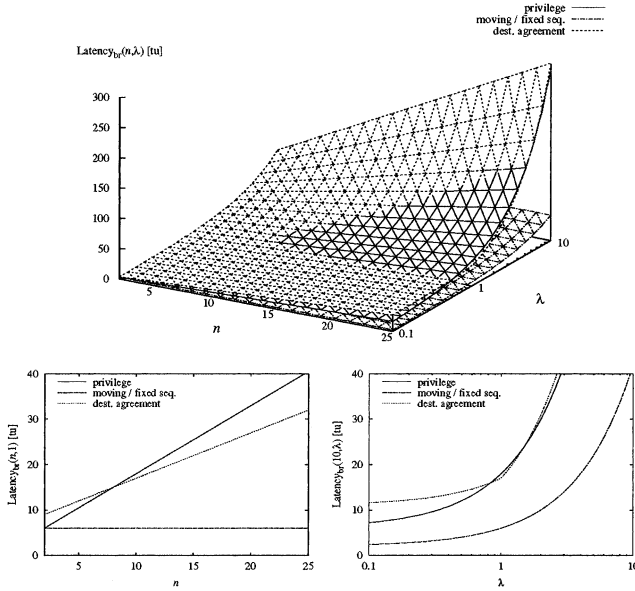 privilege
moving / fixed seq.
dest. agreement
Latency_br(n,λ) [tu]
300
250
200
150
100
50
0
5
10
15
20
25
n
0.1
1
10
λ
40
30
20
10
0
Latency_br(n,1) [tu]
privilege
moving / fixed seq.
dest. agreement
5
10
15
20
25
n
40
30
20
10
0
Latency_br(10,λ) [tu]
privilege
moving / fixed seq.
dest. agreement
0.1
1
10
λ